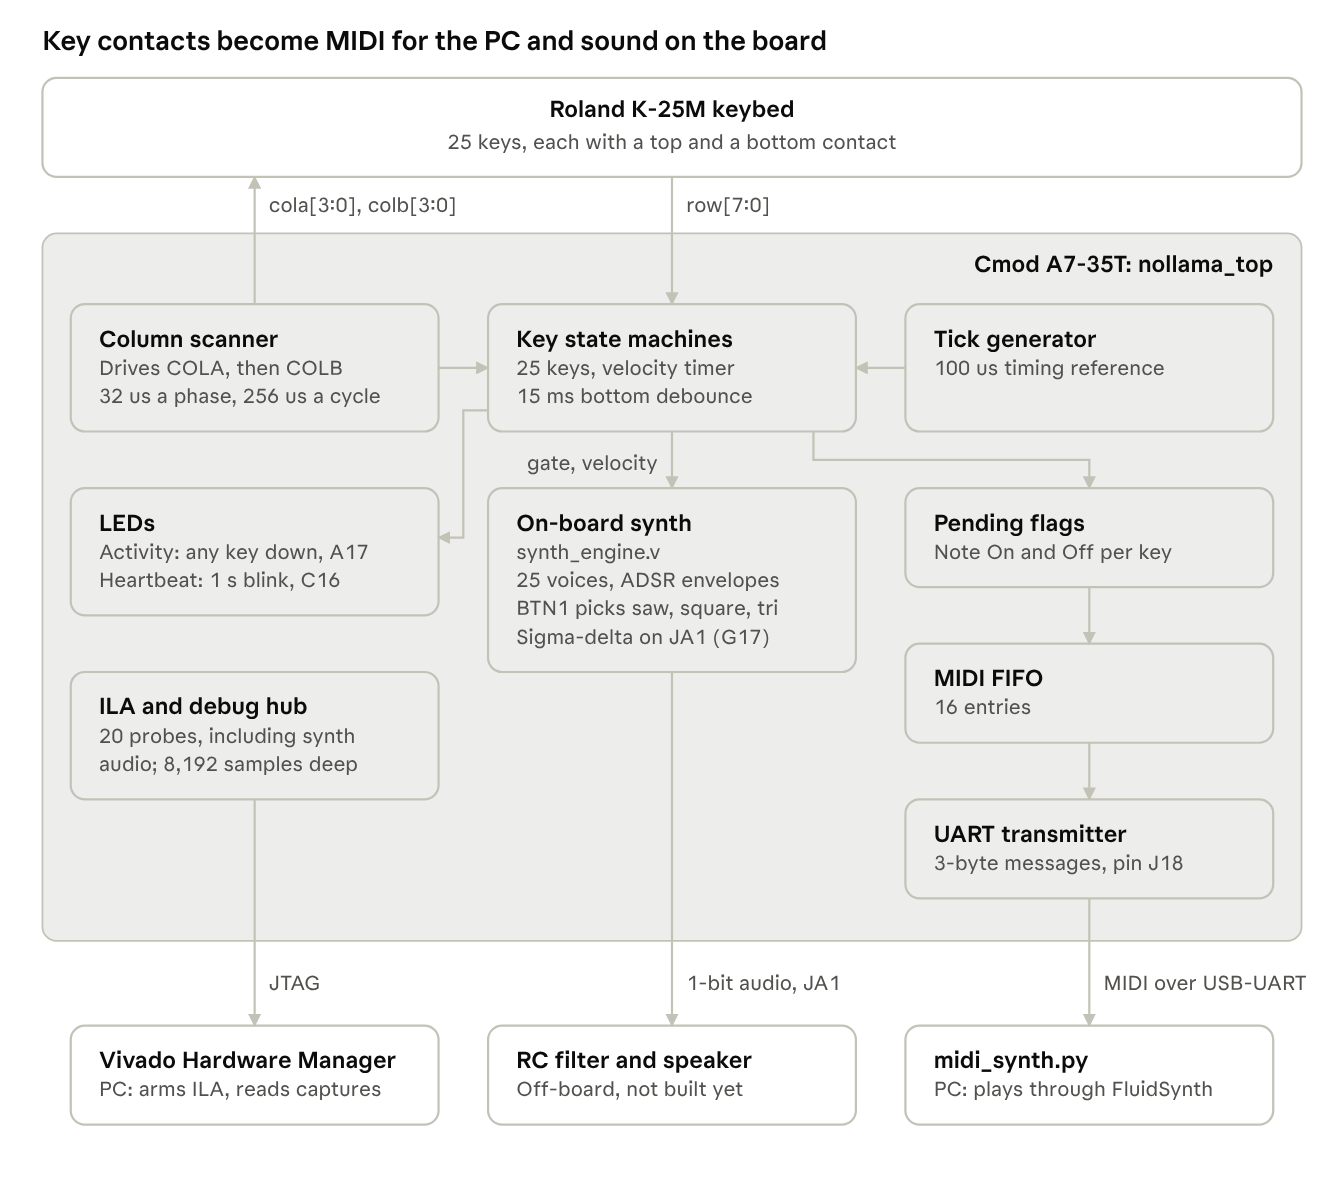 Key contacts become MIDI for the PC and sound on the board
Roland K-25M keybed
25 keys, each with a top and a bottom contact
cola[3:0], colb[3:0]
row[7:0]
Cmod A7-35T: nollama_top
Column scanner
Drives COLA, then COLB
32 us a phase, 256 us a cycle
Key state machines
25 keys, velocity timer
15 ms bottom debounce
Tick generator
100 us timing reference
gate, velocity
LEDs
Activity: any key down, A17
Heartbeat: 1 s blink, C16
On-board synth
synth_engine.v
25 voices, ADSR envelopes
BTN1 picks saw, square, tri
Sigma-delta on JA1 (G17)
Pending flags
Note On and Off per key
ILA and debug hub
20 probes, including synth
audio; 8,192 samples deep
MIDI FIFO
16 entries
UART transmitter
3-byte messages, pin J18
JTAG
1-bit audio, JA1
MIDI over USB-UART
Vivado Hardware Manager
PC: arms ILA, reads captures
RC filter and speaker
Off-board, not built yet
midi_synth.py
PC: plays through FluidSynth